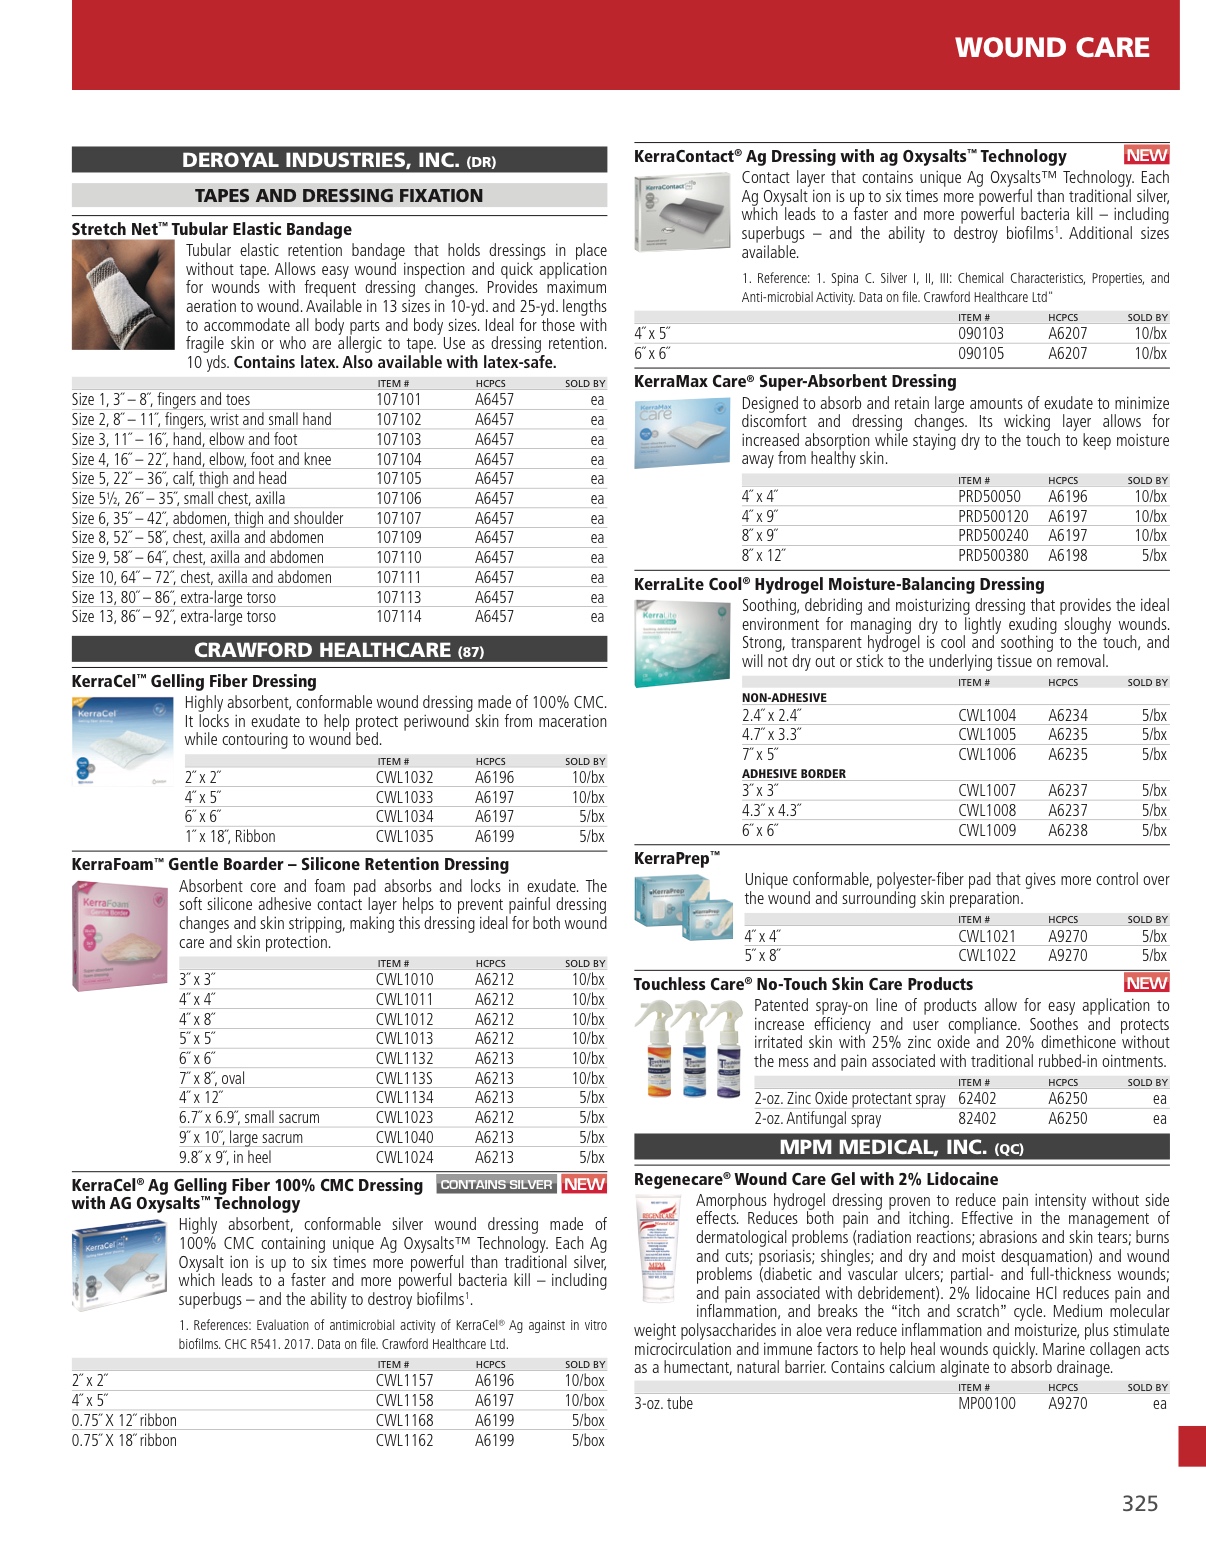 WOUND CARE
DEROYAL INDUSTRIES, INC. (DR)
TAPES AND DRESSING FIXATION
Stretch Net™ Tubular Elastic Bandage
Tubular elastic retention bandage that holds dressings in place
without tape. Allows easy wound inspection and quick application
for wounds with frequent dressing changes. Provides maximum
aeration to wound. Available in 13 sizes in 10-yd. and 25-yd. lengths
to accommodate all body parts and body sizes. Ideal for those with
fragile skin or who are allergic to tape. Use as dressing retention.
10 yds. Contains latex. Also available with latex-safe.
ITEM # HCPCS SOLD BY
Size 1, 3˝ – 8˝, fingers and toes 107101 A6457 ea
Size 2, 8˝ – 11˝, fingers, wrist and small hand 107102 A6457 ea
Size 3, 11˝ – 16˝, hand, elbow and foot 107103 A6457 ea
Size 4, 16˝ – 22˝, hand, elbow, foot and knee 107104 A6457 ea
Size 5, 22˝ – 36˝, calf, thigh and head 107105 A6457 ea
Size 5½, 26˝ – 35˝, small chest, axilla 107106 A6457 ea
Size 6, 35˝ – 42˝, abdomen, thigh and shoulder 107107 A6457 ea
Size 8, 52˝ – 58˝, chest, axilla and abdomen 107109 A6457 ea
Size 9, 58˝ – 64˝, chest, axilla and abdomen 107110 A6457 ea
Size 10, 64˝ – 72˝, chest, axilla and abdomen 107111 A6457 ea
Size 13, 80˝ – 86˝, extra-large torso 107113 A6457 ea
Size 13, 86˝ – 92˝, extra-large torso 107114 A6457 ea
CRAWFORD HEALTHCARE (87)
KerraCel™ Gelling Fiber Dressing
KerraCel
Highly absorbent, conformable wound dressing made of 100% CMC.
It locks in exudate to help protect periwound skin from maceration
while contouring to wound bed.
ITEM # HCPCS SOLD BY
2˝ x 2˝ CWL1032 A6196 10/bx
4˝ x 5˝ CWL1033 A6197 10/bx
6˝ x 6˝ CWL1034 A6197 5/bx
1˝ x 18˝, Ribbon CWL1035 A6199 5/bx
KerraFoam™ Gentle Boarder – Silicone Retention Dressing
KerraFoam
Gentle Border
Absorbent core and foam pad absorbs and locks in exudate. The
soft silicone adhesive contact layer helps to prevent painful dressing
changes and skin stripping, making this dressing ideal for both wound
care and skin protection.
ITEM # HCPCS SOLD BY
3˝ x 3˝ CWL1010 A6212 10/bx
4˝ x 4˝ CWL1011 A6212 10/bx
4˝ x 8˝ CWL1012 A6212 10/bx
5˝ x 5˝ CWL1013 A6212 10/bx
6˝ x 6˝ CWL1132 A6213 10/bx
7˝ x 8˝, oval CWL113S A6213 10/bx
4˝ x 12˝ CWL1134 A6213 5/bx
6.7˝ x 6.9˝, small sacrum CWL1023 A6212 5/bx
9˝ x 10˝, large sacrum CWL1040 A6213 5/bx
9.8˝ x 9˝, in heel CWL1024 A6213 5/bx
KerraCel® Ag Gelling Fiber 100% CMC Dressing CONTAINS SILVER NEW
with AG Oxysalts™ Technology
KerraCel Ag
Highly absorbent, conformable silver wound dressing made of
100% CMC containing unique Ag Oxysalts™ Technology. Each Ag
Oxysalt ion is up to six times more powerful than traditional silver,
which leads to a faster and more powerful bacteria kill – including
superbugs – and the ability to destroy biofilms¹.
1. References: Evaluation of antimicrobial activity of KerraCel® Ag against in vitro
biofilms. CHC R541. 2017. Data on file. Crawford Healthcare Ltd.
ITEM # HCPCS SOLD BY
2˝ x 2˝ CWL1157 A6196 10/box
4˝ x 5˝ CWL1158 A6197 10/box
0.75˝ X 12˝ ribbon CWL1168 A6199 5/box
0.75˝ X 18˝ ribbon CWL1162 A6199 5/box
KerraContact® Ag Dressing with ag Oxysalts™ Technology NEW
KerraContact Ag
Contact layer that contains unique Ag Oxysalts™ Technology. Each
Ag Oxysalt ion is up to six times more powerful than traditional silver,
which leads to a faster and more powerful bacteria kill – including
superbugs – and the ability to destroy biofilms¹. Additional sizes
available.
1. Reference: 1. Spina C. Silver I, II, III: Chemical Characteristics, Properties, and
Anti-microbial Activity. Data on file. Crawford Healthcare Ltd"
ITEM # HCPCS SOLD BY
4˝ x 5˝ 090103 A6207 10/bx
6˝ x 6˝ 090105 A6207 10/bx
KerraMax Care® Super-Absorbent Dressing
KerraMax
care
Designed to absorb and retain large amounts of exudate to minimize
discomfort and dressing changes. Its wicking layer allows for
increased absorption while staying dry to the touch to keep moisture
away from healthy skin.
ITEM # HCPCS SOLD BY
4˝ x 4˝ PRD50050 A6196 10/bx
4˝ x 9˝ PRD500120 A6197 10/bx
8˝ x 9˝ PRD500240 A6197 10/bx
8˝ x 12˝ PRD500380 A6198 5/bx
KerraLite Cool® Hydrogel Moisture-Balancing Dressing
KerraLite
Soothing, debriding and moisturizing dressing that provides the ideal
environment for managing dry to lightly exuding sloughy wounds.
Strong, transparent hydrogel is cool and soothing to the touch, and
will not dry out or stick to the underlying tissue on removal.
ITEM # HCPCS SOLD BY
NON-ADHESIVE
2.4˝ x 2.4˝ CWL1004 A6234 5/bx
4.7˝ x 3.3˝ CWL1005 A6235 5/bx
7˝ x 5˝ CWL1006 A6235 5/bx
ADHESIVE BORDER
3˝ x 3˝ CWL1007 A6237 5/bx
4.3˝ x 4.3˝ CWL1008 A6237 5/bx
6˝ x 6˝ CWL1009 A6238 5/bx
KerraPrep™
KerraPrep
KerraPrep
Unique conformable, polyester-fiber pad that gives more control over
the wound and surrounding skin preparation.
ITEM # HCPCS SOLD BY
4˝ x 4˝ CWL1021 A9270 5/bx
5˝ x 8˝ CWL1022 A9270 5/bx
Touchless Care® No-Touch Skin Care Products NEW
Patented spray-on line of products allow for easy application to
increase efficiency and user compliance. Soothes and protects
irritated skin with 25% zinc oxide and 20% dimethicone without
the mess and pain associated with traditional rubbed-in ointments.
ITEM # HCPCS SOLD BY
2-oz. Zinc Oxide protectant spray 62402 A6250 ea
2-oz. Antifungal spray 82402 A6250 ea
MPM MEDICAL, INC. (QC)
Regenecare® Wound Care Gel with 2% Lidocaine
REGENECARE
Wound Gel
MPM
Amorphous hydrogel dressing proven to reduce pain intensity without side
effects. Reduces both pain and itching. Effective in the management of
dermatological problems (radiation reactions; abrasions and skin tears; burns
and cuts; psoriasis; shingles; and dry and moist desquamation) and wound
problems (diabetic and vascular ulcers; partial- and full-thickness wounds;
and pain associated with debridement). 2% lidocaine HCl reduces pain and
inflammation, and breaks the “itch and scratch” cycle. Medium molecular
weight polysaccharides in aloe vera reduce inflammation and moisturize, plus stimulate
microcirculation and immune factors to help heal wounds quickly. Marine collagen acts
as a humectant, natural barrier. Contains calcium alginate to absorb drainage.
ITEM # HCPCS SOLD BY
3-oz. tube MP00100 A9270 ea
325